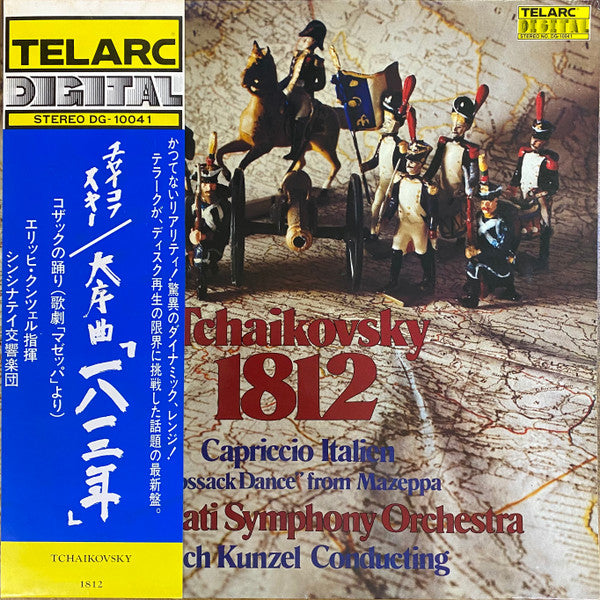 TELARC
DIGITAL
STEREO DG-10041
かつてないリアリティ！驚異のダイナミック、レンジ！
テラークが、ディスク再生の限界に挑戦した話題の最新盤。
チャイコフ
スキー／大序曲「一八一二年」
コザックの踊り（歌劇「マゼッパ」より）
エリッヒ・クンツェル指揮
シンシナテイ交響楽団
TCHAIKOVSKY
1812
TELARC
DIGITAL
STEREO NO. DG-10041
Tchaikovsky
1812
Capriccio Italien
ossack Dance" from Mazeppa
ati Symphony Orchestra
ch Kunzel Conducting